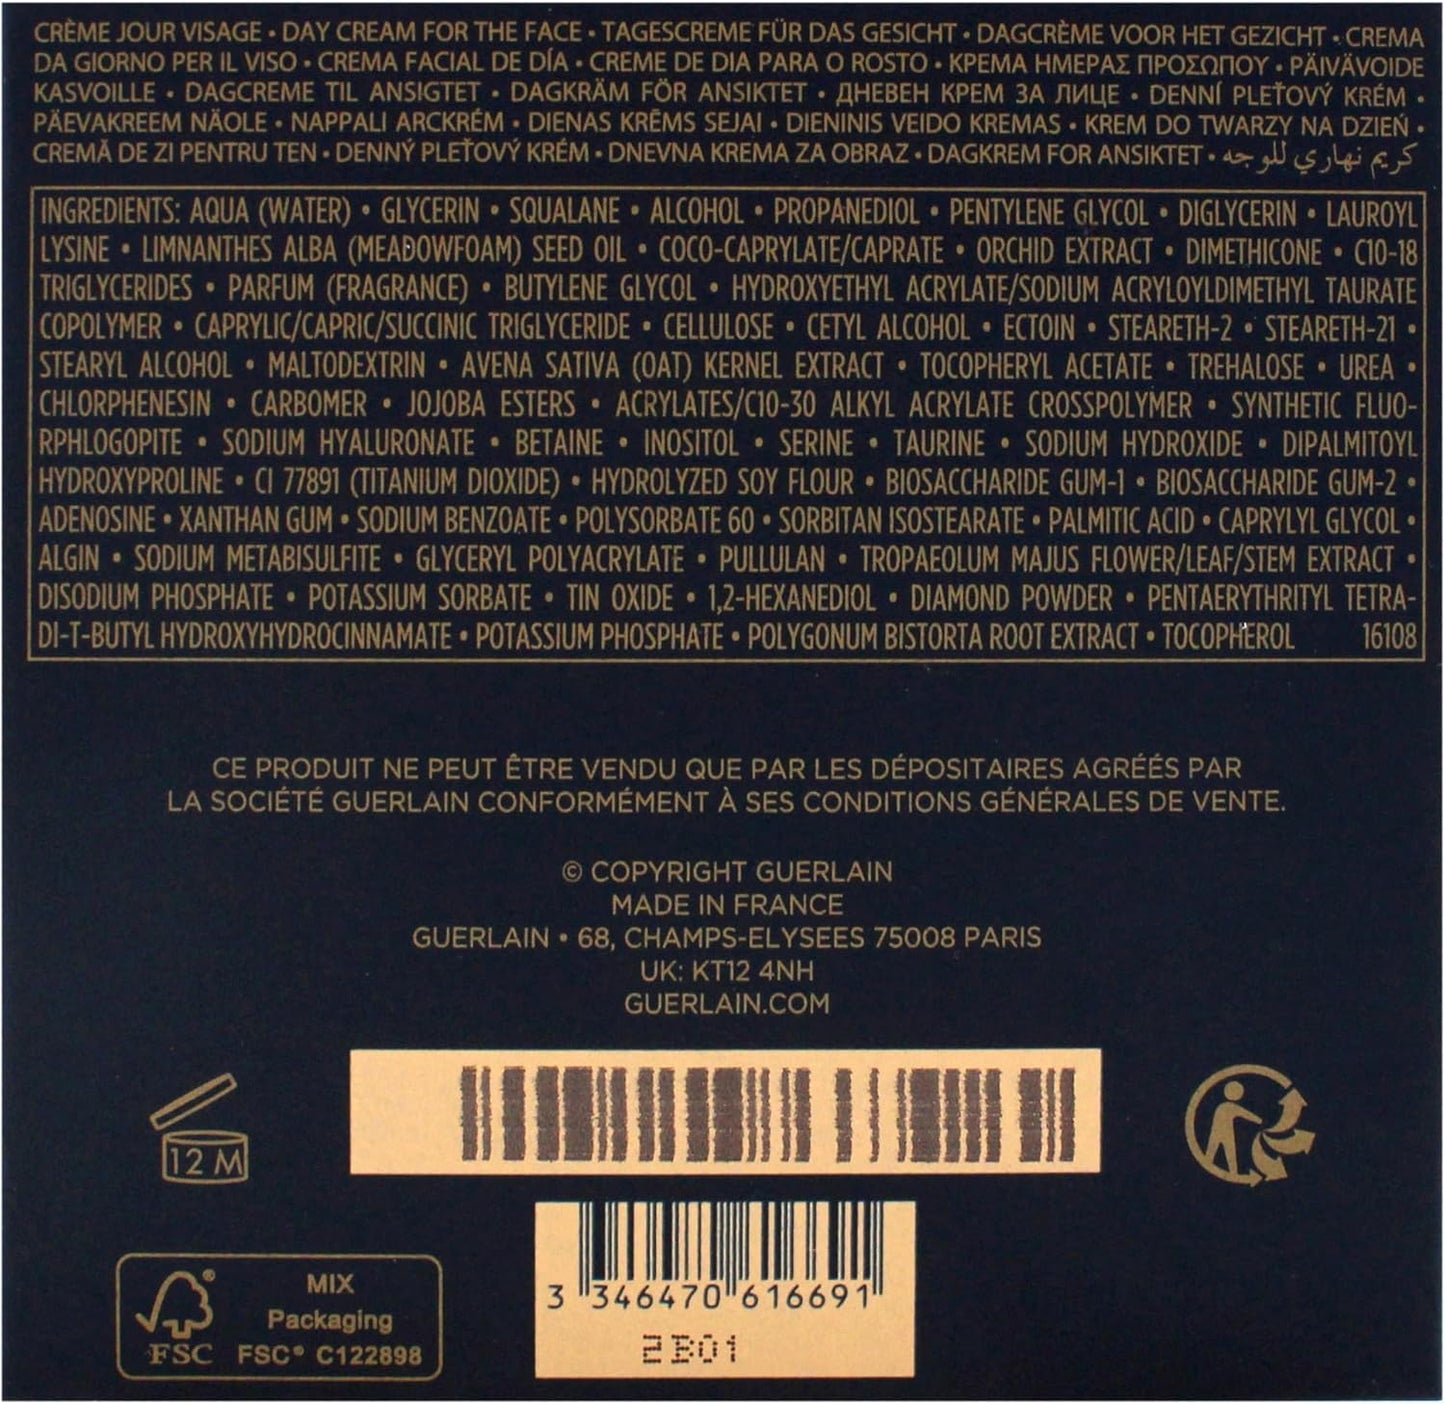 CRÈME JOUR VISAGE • DAY CREAM FOR THE FACE • TAGESCREME FÜR DAS GESICHT • DAGCRÈME VOOR HET GEZICHT • CREMA
DA GIORNO PER IL VISO • CREMA FACIAL DE DÍA • CREME DE DIA PARA O ROSTO • ΚΡΕΜΑ ΗΜΕΡΑΣ ΠΡΟΣΩΠΟΥ • PÄIVÄVOIDE
KASVOILLE • DAGCREME TIL ANSIGTET • DAGKRÄM FÖR ANSIKTET • ДНЕВЕН КРЕМ ЗА ЛИЦЕ • DENNÍ PLEŤOVÝ KRÉM •
PÄEVAKREEM NÄOLE • NAPPALI ARCKRÉM • DIENAS KRĒMS SEJAI • DIENINIS VEIDO KREMAS • KREM DO TWARZY NA DZIEŃ •
CREMĂ DE ZI PENTRU TEN • DENNÝ PLEŤOVÝ KRÉM • DNEVNA KREMA ZA OBRAZ • DAGKREM FOR ANSIKTET • كريم نهاري للوجه
INGREDIENTS: AQUA (WATER) • GLYCERIN • SQUALANE • ALCOHOL • PROPANEDIOL • PENTYLENE GLYCOL • DIGLYCERIN • LAUROYL
LYSINE • LIMNANTHES ALBA (MEADOWFOAM) SEED OIL • COCO-CAPRYLATE/CAPRATE • ORCHID EXTRACT • DIMETHICONE • C10-18
TRIGLYCERIDES • PARFUM (FRAGRANCE) • BUTYLENE GLYCOL • HYDROXYETHYL ACRYLATE/SODIUM ACRYLOYLDIMETHYL TAURATE
COPOLYMER • CAPRYLIC/CAPRIC/SUCCINIC TRIGLYCERIDE • CELLULOSE • CETYL ALCOHOL • ECTOIN • STEARETH-2 • STEARETH-21 •
STEARYL ALCOHOL • MALTODEXTRIN • AVENA SATIVA (OAT) KERNEL EXTRACT • TOCOPHERYL ACETATE • TREHALOSE • UREA •
CHLORPHENESIN • CARBOMER • JOJOBA ESTERS • ACRYLATES/C10-30 ALKYL ACRYLATE CROSSPOLYMER • SYNTHETIC FLUO-
RPHLOGOPITE • SODIUM HYALURONATE • BETAINE • INOSITOL • SERINE • TAURINE • SODIUM HYDROXIDE • DIPALMITOYL
HYDROXYPROLINE • CI 77891 (TITANIUM DIOXIDE) • HYDROLYZED SOY FLOUR • BIOSACCHARIDE GUM-1 • BIOSACCHARIDE GUM-2 •
ADENOSINE • XANTHAN GUM • SODIUM BENZOATE • POLYSORBATE 60 • SORBITAN ISOSTEARATE • PALMITIC ACID • CAPRYLYL GLYCOL •
ALGIN • SODIUM METABISULFITE • GLYCERYL POLYACRYLATE • PULLULAN • TROPAEOLUM MAJUS FLOWER/LEAF/STEM EXTRACT •
DISODIUM PHOSPHATE • POTASSIUM SORBATE • TIN OXIDE • 1,2-HEXANEDIOL • DIAMOND POWDER • PENTAERYTHRITYL TETRA-
DI-T-BUTYL HYDROXYHYDROCINNAMATE • POTASSIUM PHOSPHATE • POLYGONUM BISTORTA ROOT EXTRACT • TOCOPHEROL 16108
CE PRODUIT NE PEUT ÊTRE VENDU QUE PAR LES DÉPOSITAIRES AGRÉÉS PAR
LA SOCIÉTÉ GUERLAIN CONFORMÉMENT À SES CONDITIONS GÉNÉRALES DE VENTE.
© COPYRIGHT GUERLAIN
MADE IN FRANCE
GUERLAIN • 68, CHAMPS-ELYSEES 75008 PARIS
UK: KT12 4NH
GUERLAIN.COM
12 M
3 346470 616691
2B01
MIX
Packaging
FSC FSC® C122898